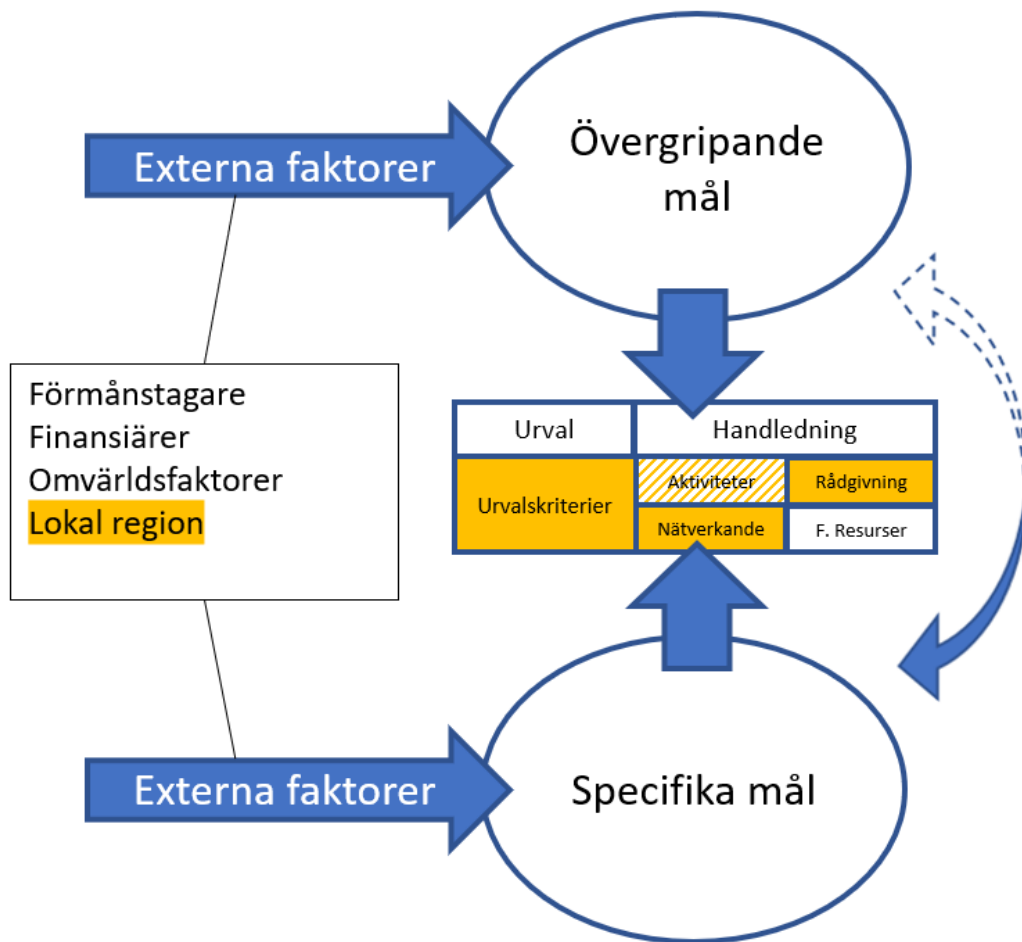 Externa faktorer
Övergripande
mål
Förmånstagare
Finansiärer
Omvärldsfaktorer
Lokal region
Urval
Handledning
Urvalskriterier
Aktiviteter
Rådgivning
Nätverkande
F. Resurser
Externa faktorer
Specifika mål